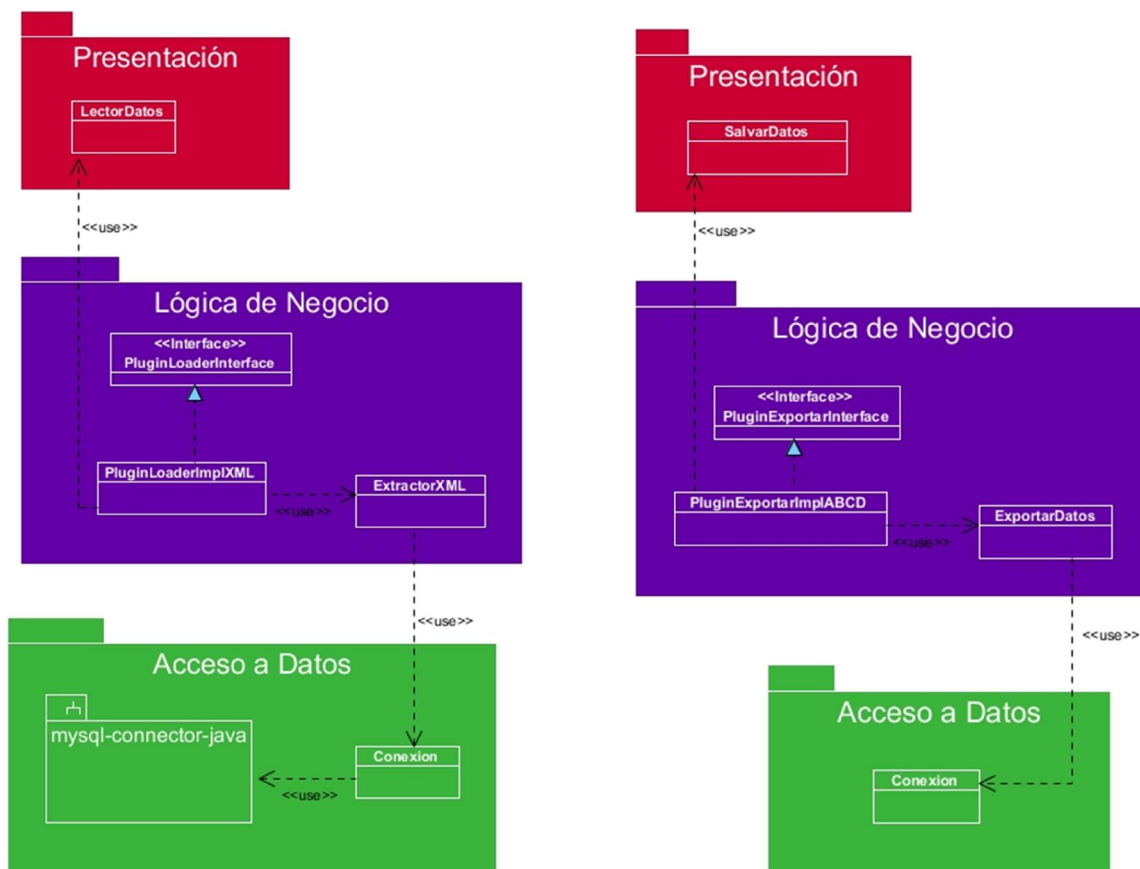 Presentación
LectorDatos
<<use>>
Lógica de Negocio
<<Interface>>
PluginLoaderInterface
PluginLoaderImplXML
<<use>>
ExtractorXML
<<use>>
Acceso a Datos
mysql-connector-java
<<use>>
Conexion
Presentación
SalvarDatos
<<use>>
Lógica de Negocio
<<Interface>>
PluginExportarInterface
PluginExportarImplABCD
<<use>>
ExportarDatos
<<use>>
Acceso a Datos
Conexion